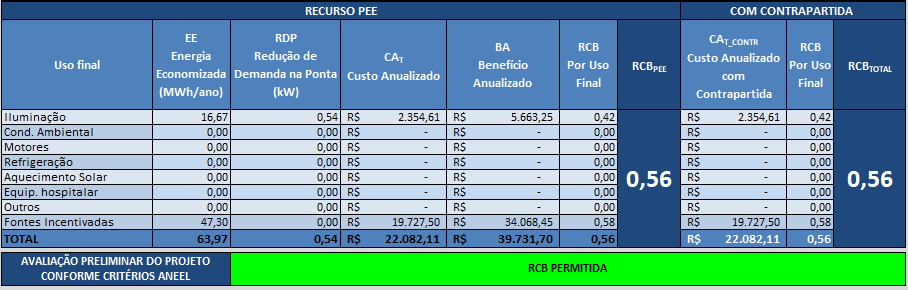 RECURSO PEE COM CONTRAPARTIDA
Uso final
EE
Energia
Economizada
(MWh/ano)
RDP
Redução de
Demanda na Ponta
(kW)
CAT
Custo Anualizado
BA
Benefício
Anualizado
RCB
Por Uso
Final
RCBPEE
CAT_CONTR
Custo Anualizado
com
Contrapartida
RCB
Por Uso
Final
RCBTOTAL
Iluminação 16,67 0,54 R$ 2.354,61 R$ 5.663,25 0,42 R$ 2.354,61 0,42
Cond. Ambiental 0,00 0,00 R$ - R$ - 0,00 R$ - 0,00
Motores 0,00 0,00 R$ - R$ - 0,00 R$ - 0,00
Refrigeração 0,00 0,00 R$ - R$ - 0,00 R$ - 0,00
Aquecimento Solar 0,00 0,00 R$ - R$ - 0,00 R$ - 0,00
Equip. hospitalar 0,00 0,00 R$ - R$ - 0,00 R$ - 0,00
Outros 0,00 0,00 R$ - R$ - 0,00 R$ - 0,00
Fontes Incentivadas 47,30 0,00 R$ 19.727,50 R$ 34.068,45 0,58 R$ 19.727,50 0,58
TOTAL 63,97 0,54 R$ 22.082,11 R$ 39.731,70 0,56 R$ 22.082,11 0,56
0,56 0,56
AVALIAÇÃO PRELIMINAR DO PROJETO
CONFORME CRITÉRIOS ANEEL
RCB PERMITIDA